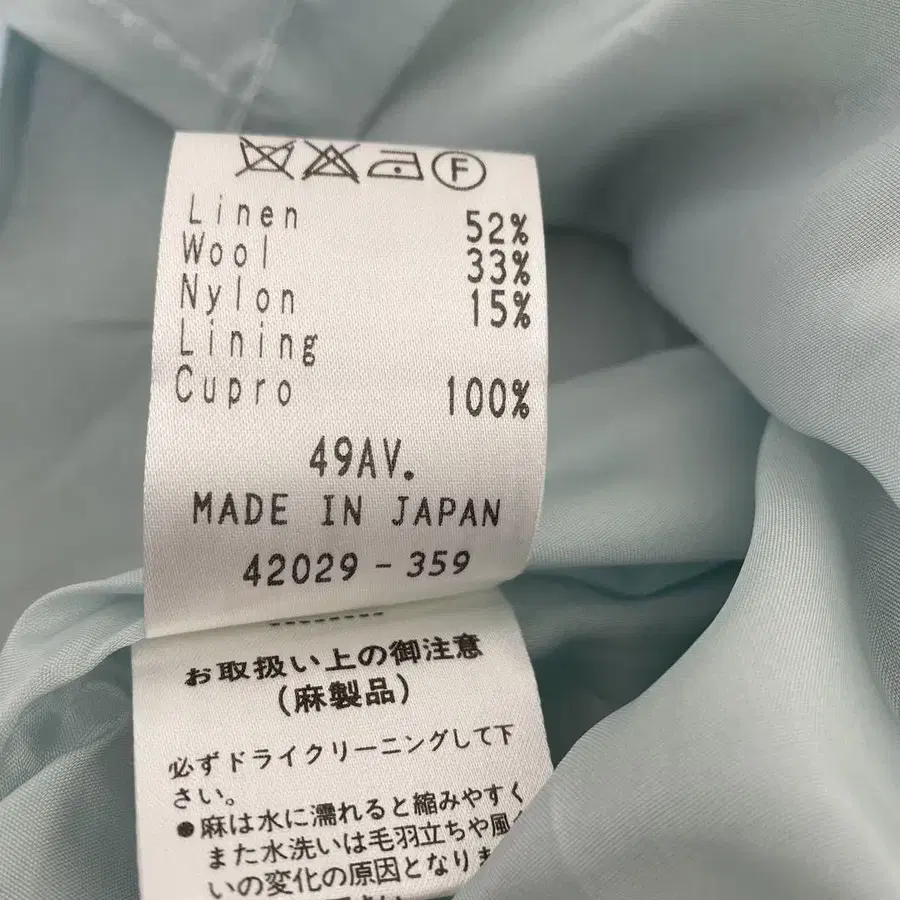 F
Linen 52%
Wool 33%
Nylon 15%
Lining
Cupro 100%
49AV.
MADE IN JAPAN
42029-359
お取扱い上の御注意
(麻製品)
必ずドライクリーニングして下
さい。
●麻は水に濡れると縮みやすく
また水洗いは毛羽立ちや風
いの変化の原因となりま